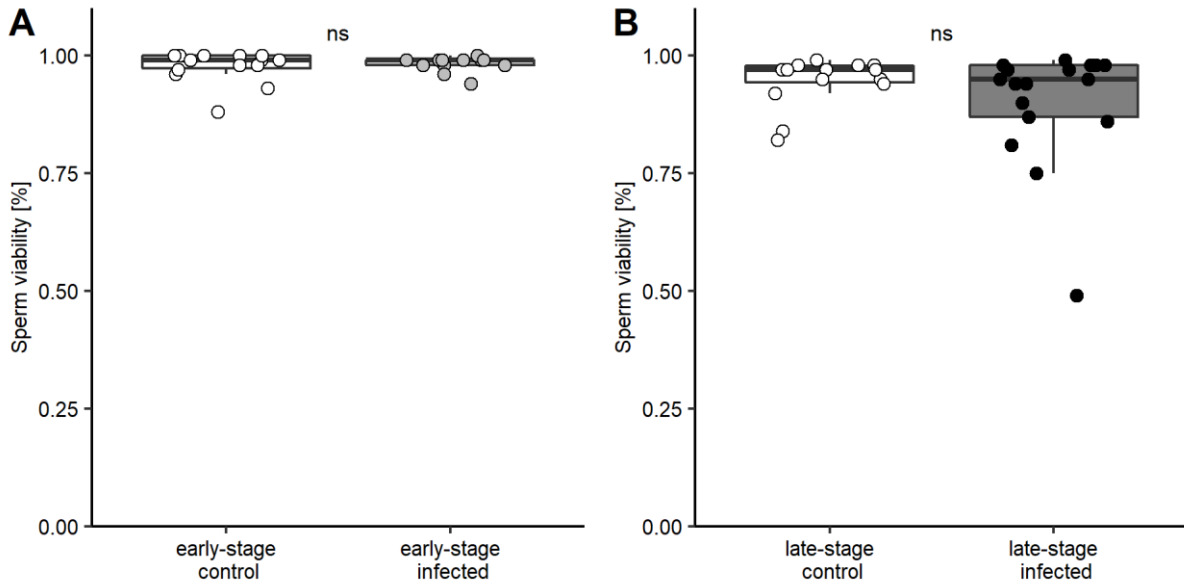 A
ns
Sperm viability [%]
1.00
0.75
0.50
0.25
0.00
early-stage
control
early-stage
infected
B
ns
Sperm viability [%]
1.00
0.75
0.50
0.25
0.00
late-stage
control
late-stage
infected